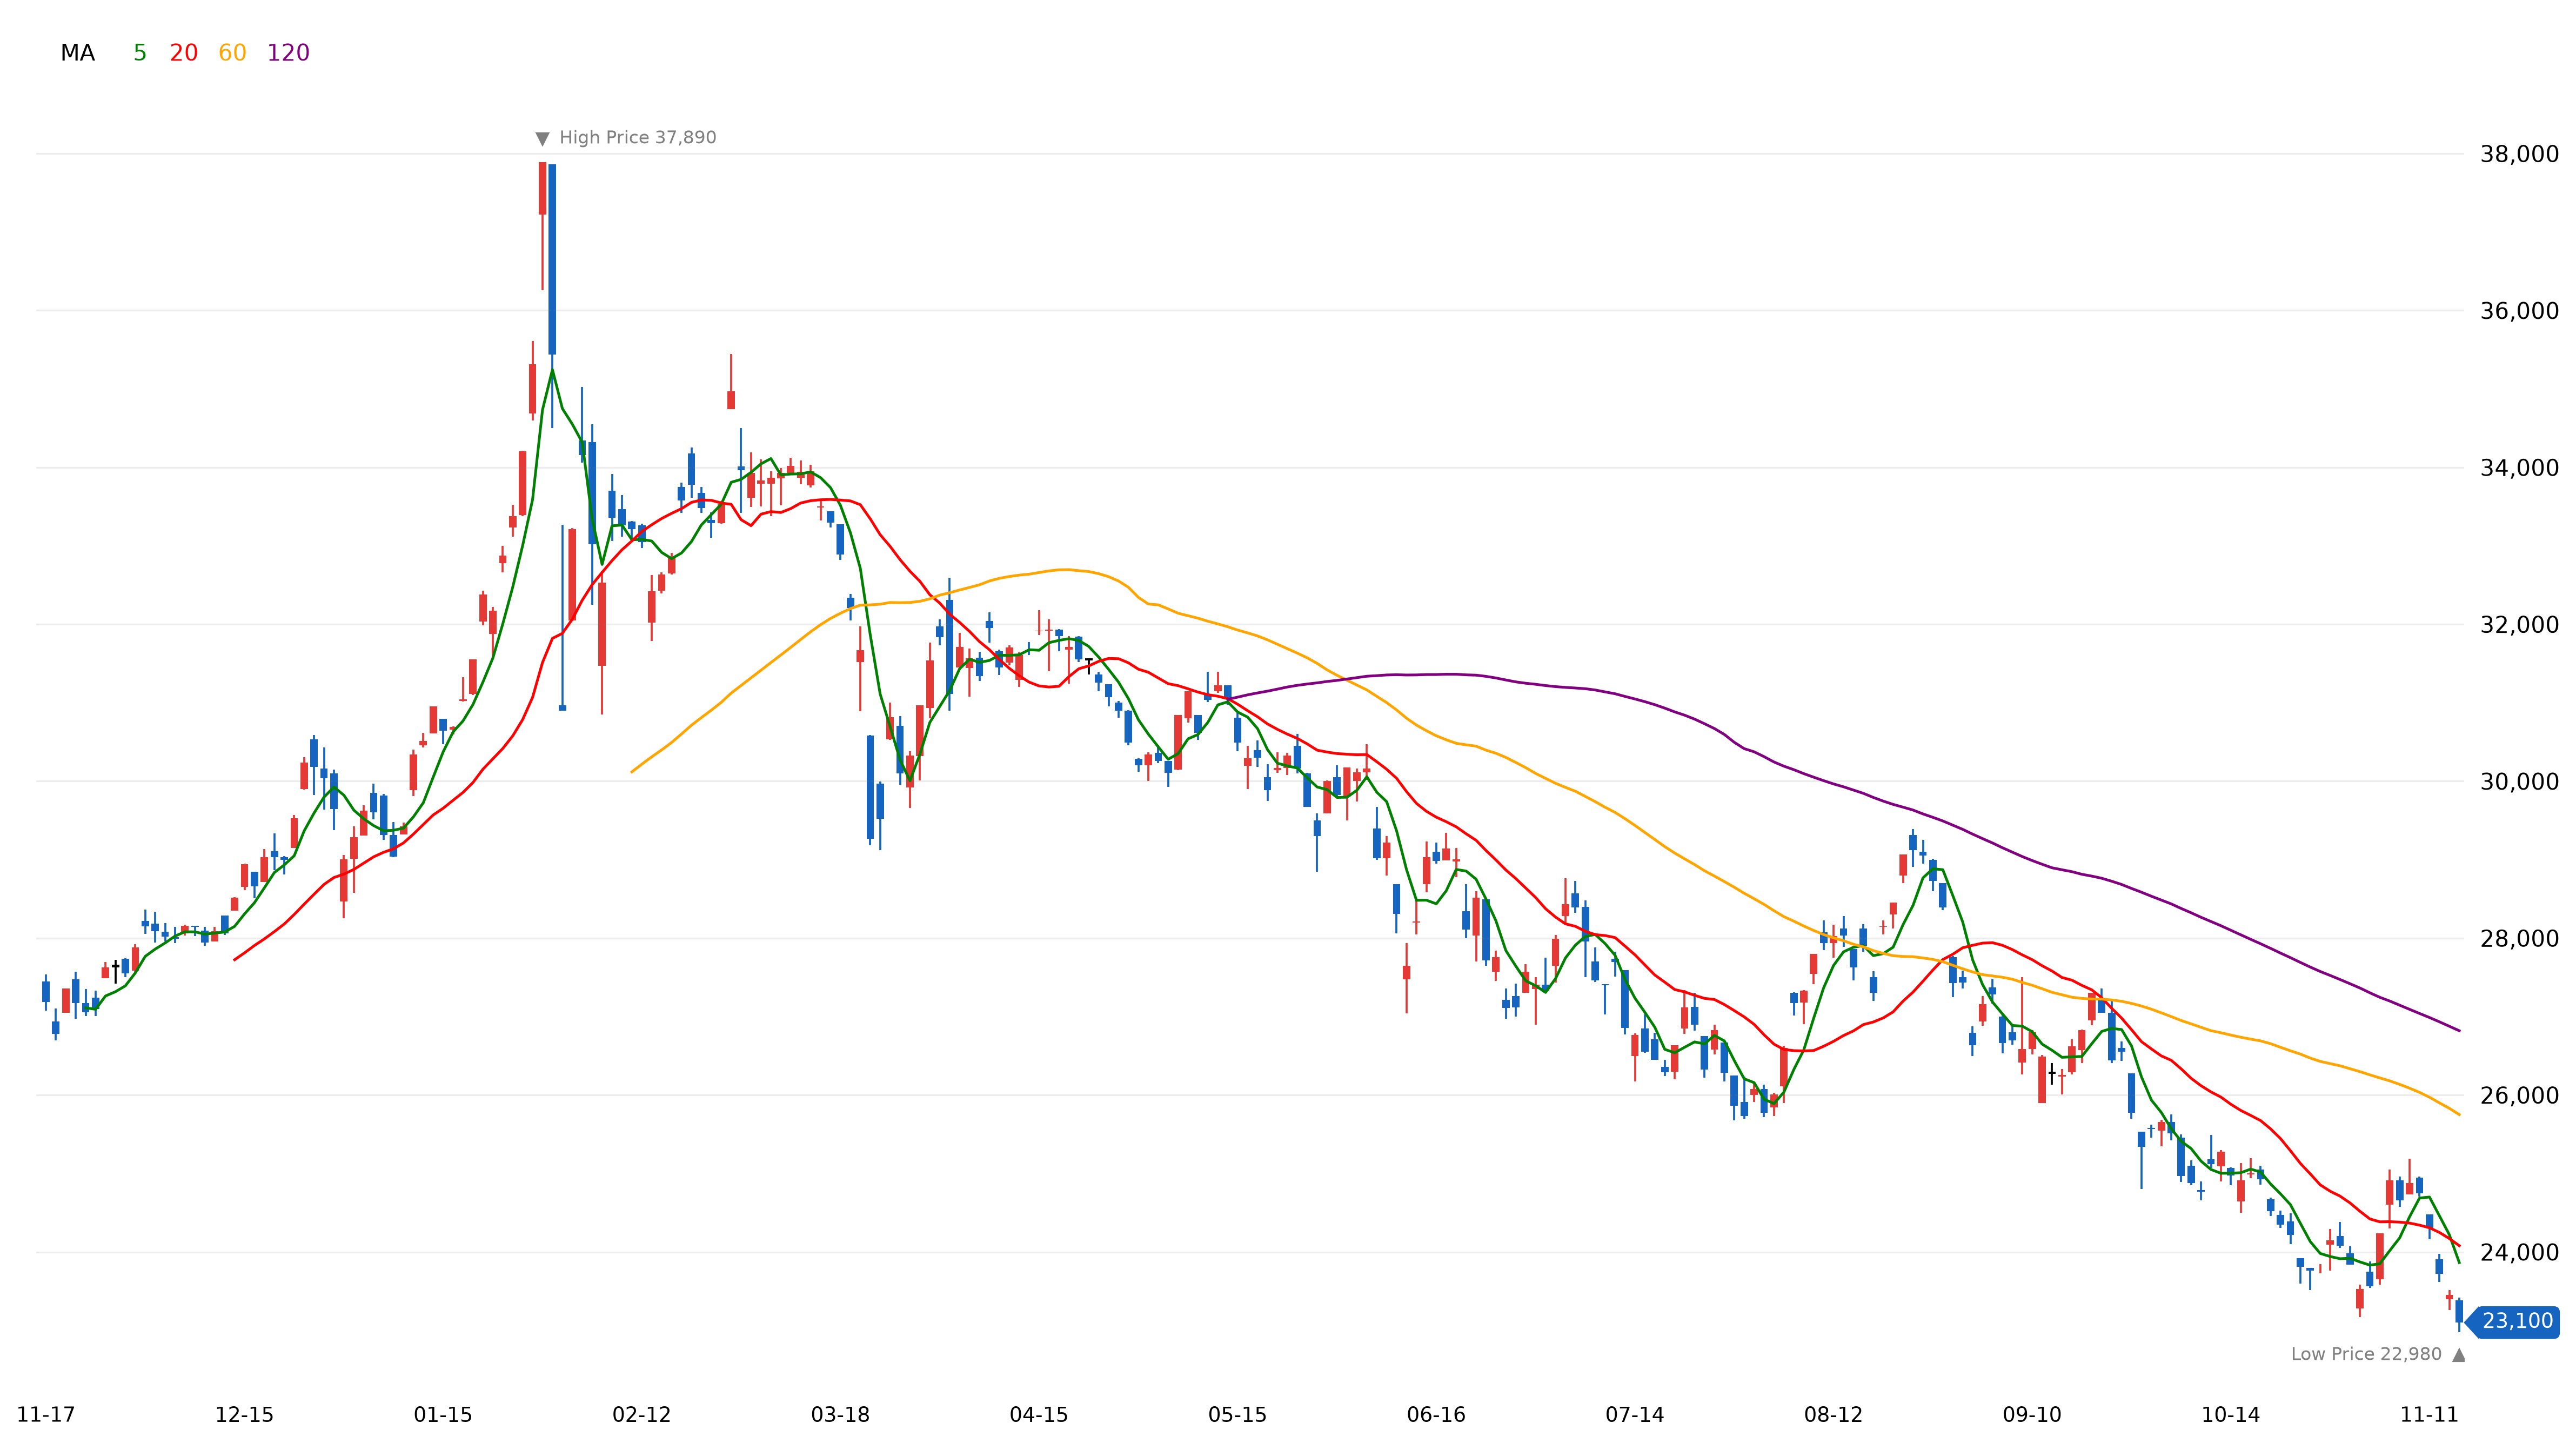 MA 5 20 60 120
▼ High Price 37,890
38,000
36,000
34,000
32,000
30,000
28,000
26,000
24,000
23,100
Low Price 22,980 ▲
11-17 12-15 01-15 02-12 03-18 04-15 05-15 06-16 07-14 08-12 09-10 10-14 11-11